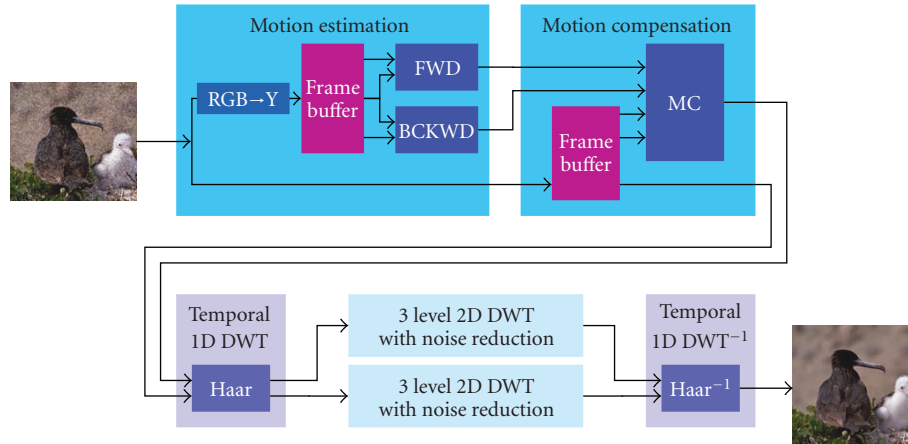 Motion estimation
Motion compensation
RGB→Y
Frame
buffer
FWD
BCKWD
Frame
buffer
MC
Temporal
1D DWT
Haar
3 level 2D DWT
with noise reduction
3 level 2D DWT
with noise reduction
Temporal
1D DWT⁻¹
Haar⁻¹